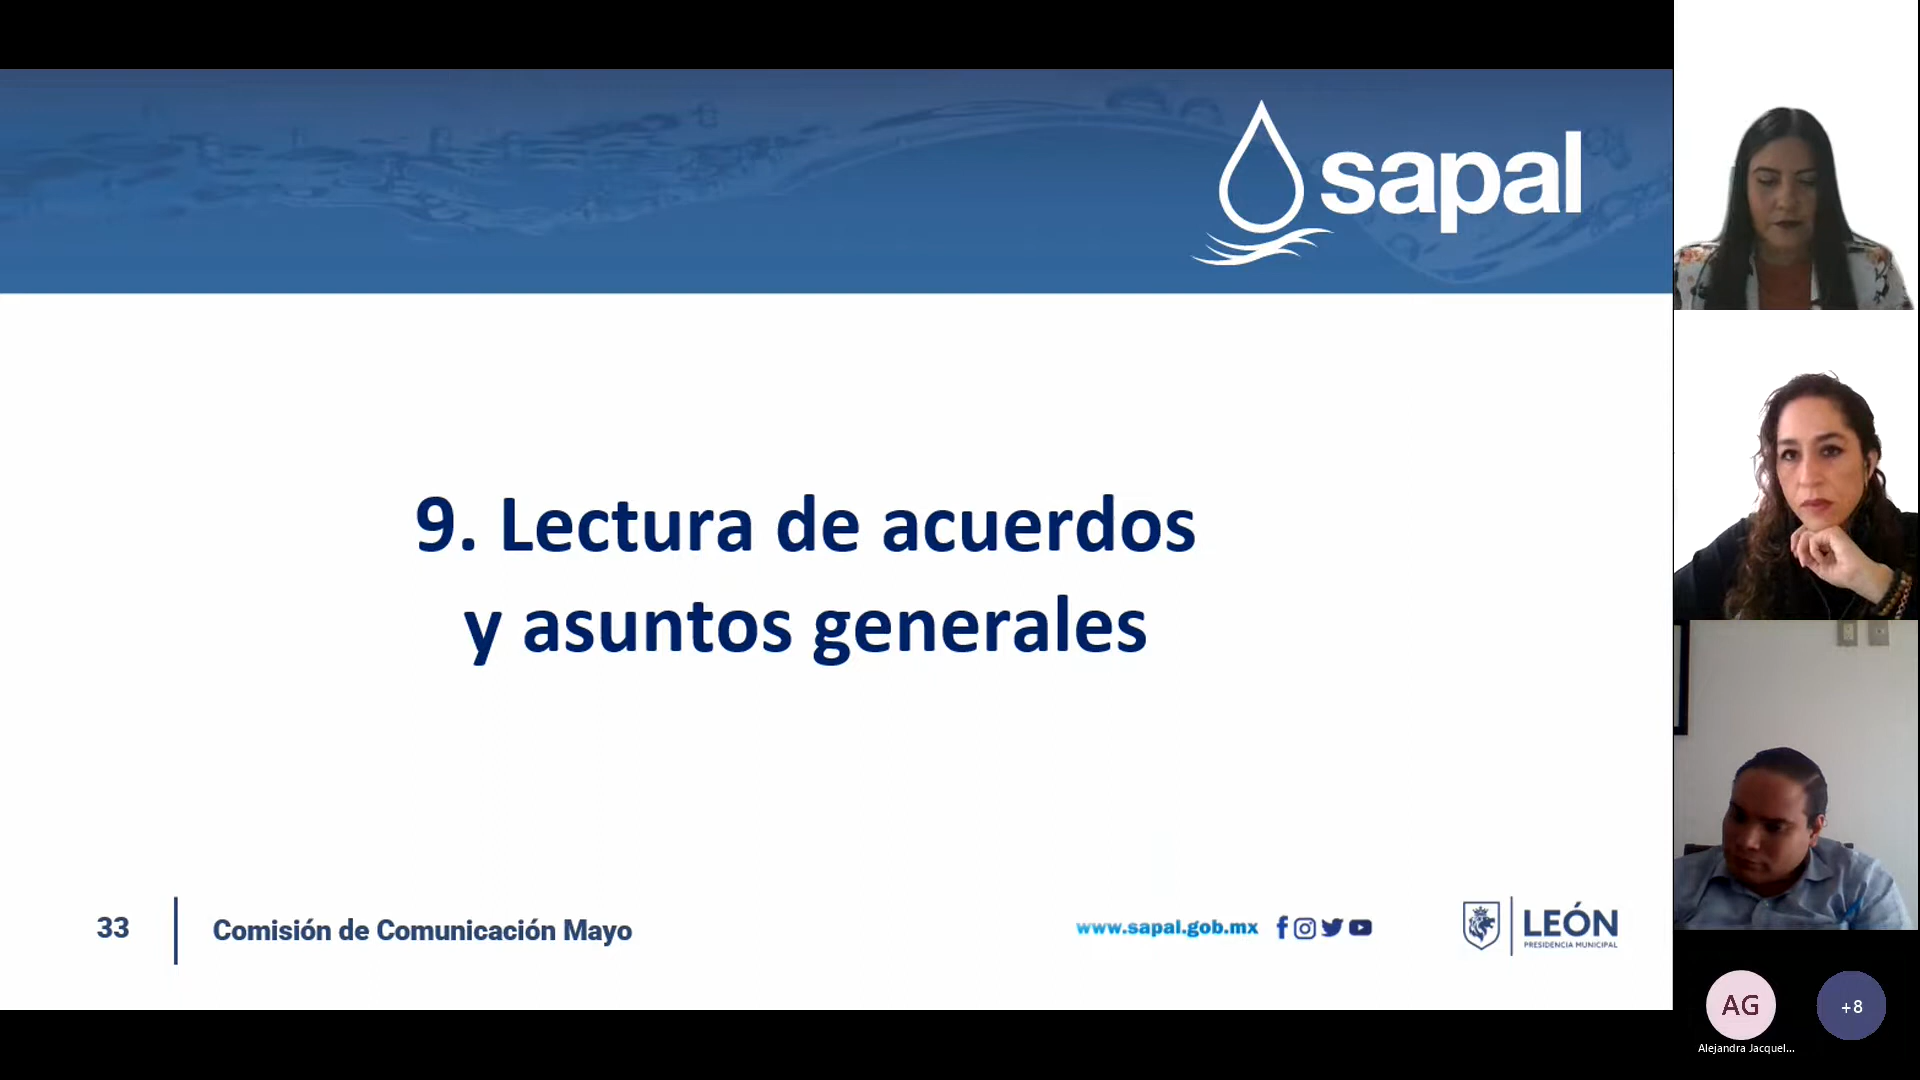 sapal
9. Lectura de acuerdos
y asuntos generales
33
Comisión de Comunicación Mayo
www.sapal.gob.mx
LEÓN
PRESIDENCIA MUNICIPAL
AG
+8
Alejandra Jacquel...